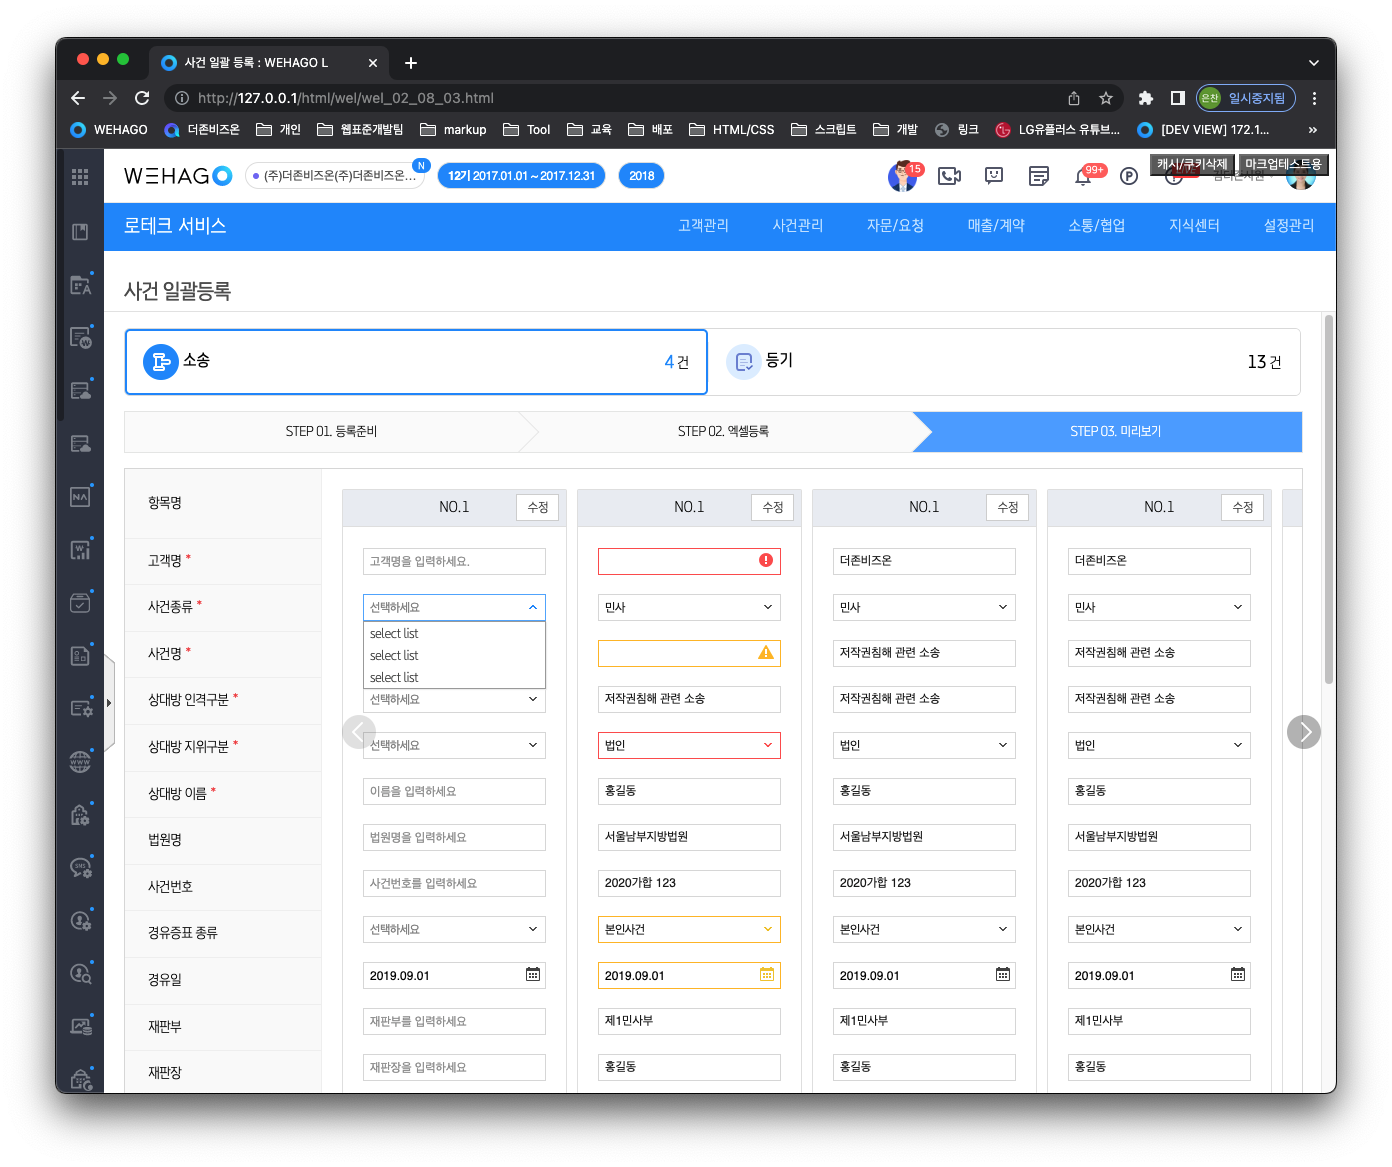 사건 일괄 등록 : WEHAGO L
http://127.0.0.1/html/wel/wel_02_08_03.html
은찬 일시중지됨
WEHAGO 더존비즈온 개인 웹표준개발팀 markup Tool 교육 배포 HTML/CSS 스크립트 개발 링크 LG유플러스 유튜브... [DEV VIEW] 172.1... »
WEHAGO (주)더존비즈온(주)더존비즈온... N 12기 2017.01.01 ~ 2017.12.31 2018 15 99+ P 캐시/쿠키삭제 마크업테스트용
로테크 서비스 고객관리 사건관리 자문/요청 매출/계약 소통/협업 지식센터 설정관리
사건 일괄등록
소송 4 건 등기 13 건
STEP 01. 등록준비 STEP 02. 엑셀등록 STEP 03. 미리보기
항목명 NO.1 수정 NO.1 수정 NO.1 수정 NO.1 수정
고객명 * 고객명을 입력하세요. 더존비즈온 더존비즈온
사건종류 * 선택하세요 민사 민사 민사
select list
사건명 * select list 저작권침해 관련 소송 저작권침해 관련 소송
select list
상대방 인격구분 * 선택하세요 저작권침해 관련 소송 저작권침해 관련 소송 저작권침해 관련 소송
상대방 지위구분 * 선택하세요 법인 법인 법인
상대방 이름 * 이름을 입력하세요 홍길동 홍길동 홍길동
법원명 법원명을 입력하세요 서울남부지방법원 서울남부지방법원 서울남부지방법원
사건번호 사건번호를 입력하세요 2020가합 123 2020가합 123 2020가합 123
경유증표 종류 선택하세요 본인사건 본인사건 본인사건
경유일 2019.09.01 2019.09.01 2019.09.01 2019.09.01
재판부 재판부를 입력하세요 제1민사부 제1민사부 제1민사부
재판장 재판장을 입력하세요 홍길동 홍길동 홍길동